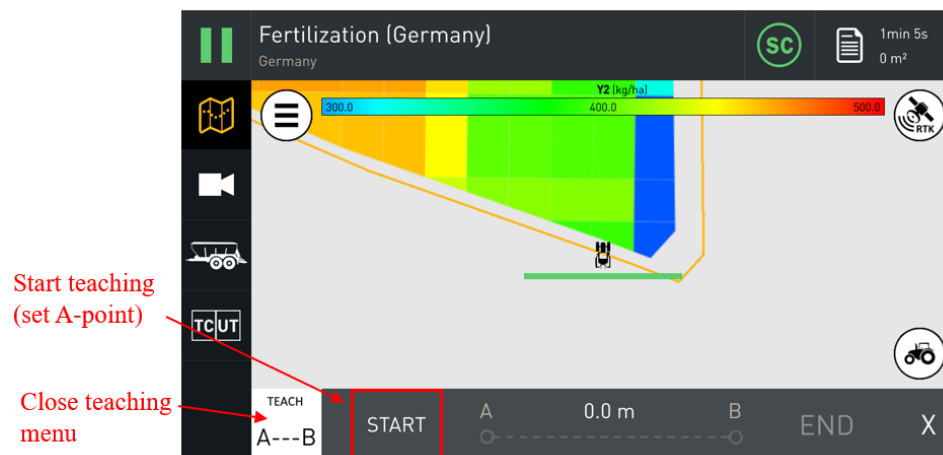 Fertilization (Germany)
Germany
SC
1min 5s
0 m²
Y2 (kg/ha)
300.0 400.0 500.0
RTK
Start teaching
(set A-point)
TC UT
Close teaching
menu
TEACH
A---B
START
A 0.0 m B
END
X